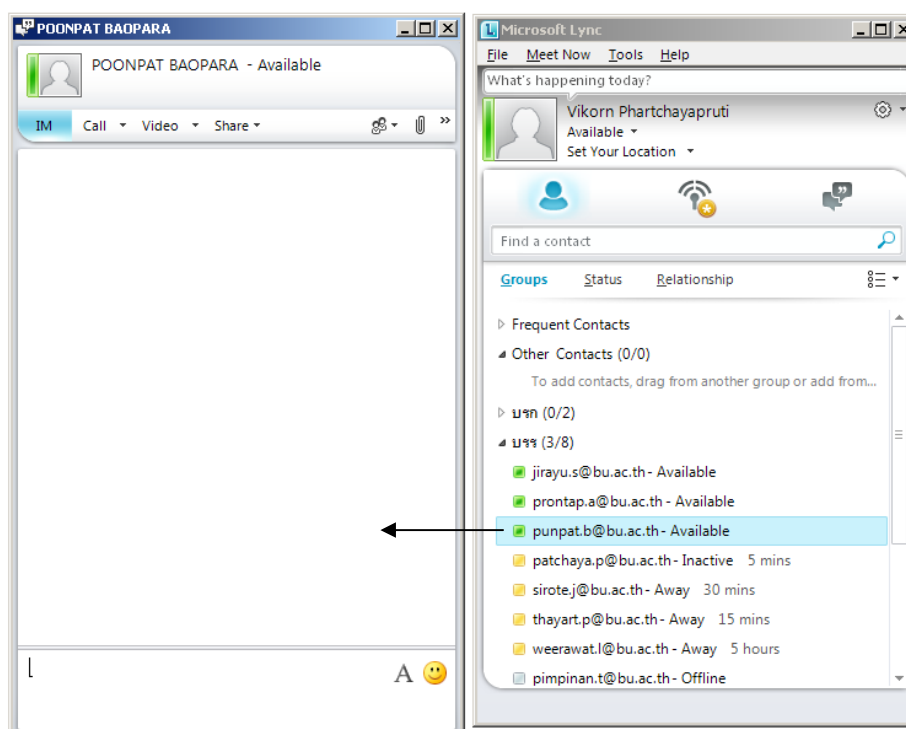 POONPAT BAOPARA
POONPAT BAOPARA - Available
IM Call Video Share
A
Microsoft Lync
File Meet Now Tools Help
What's happening today?
Vikorn Phartchayapruti
Available
Set Your Location
Find a contact
Groups Status Relationship
Frequent Contacts
Other Contacts (0/0)
To add contacts, drag from another group or add from...
บรก (0/2)
บรร (3/8)
jirayu.s@bu.ac.th - Available
prontap.a@bu.ac.th - Available
punpat.b@bu.ac.th - Available
patchaya.p@bu.ac.th - Inactive 5 mins
sirote.j@bu.ac.th - Away 30 mins
thayart.p@bu.ac.th - Away 15 mins
weerawat.l@bu.ac.th - Away 5 hours
pimpinan.t@bu.ac.th - Offline